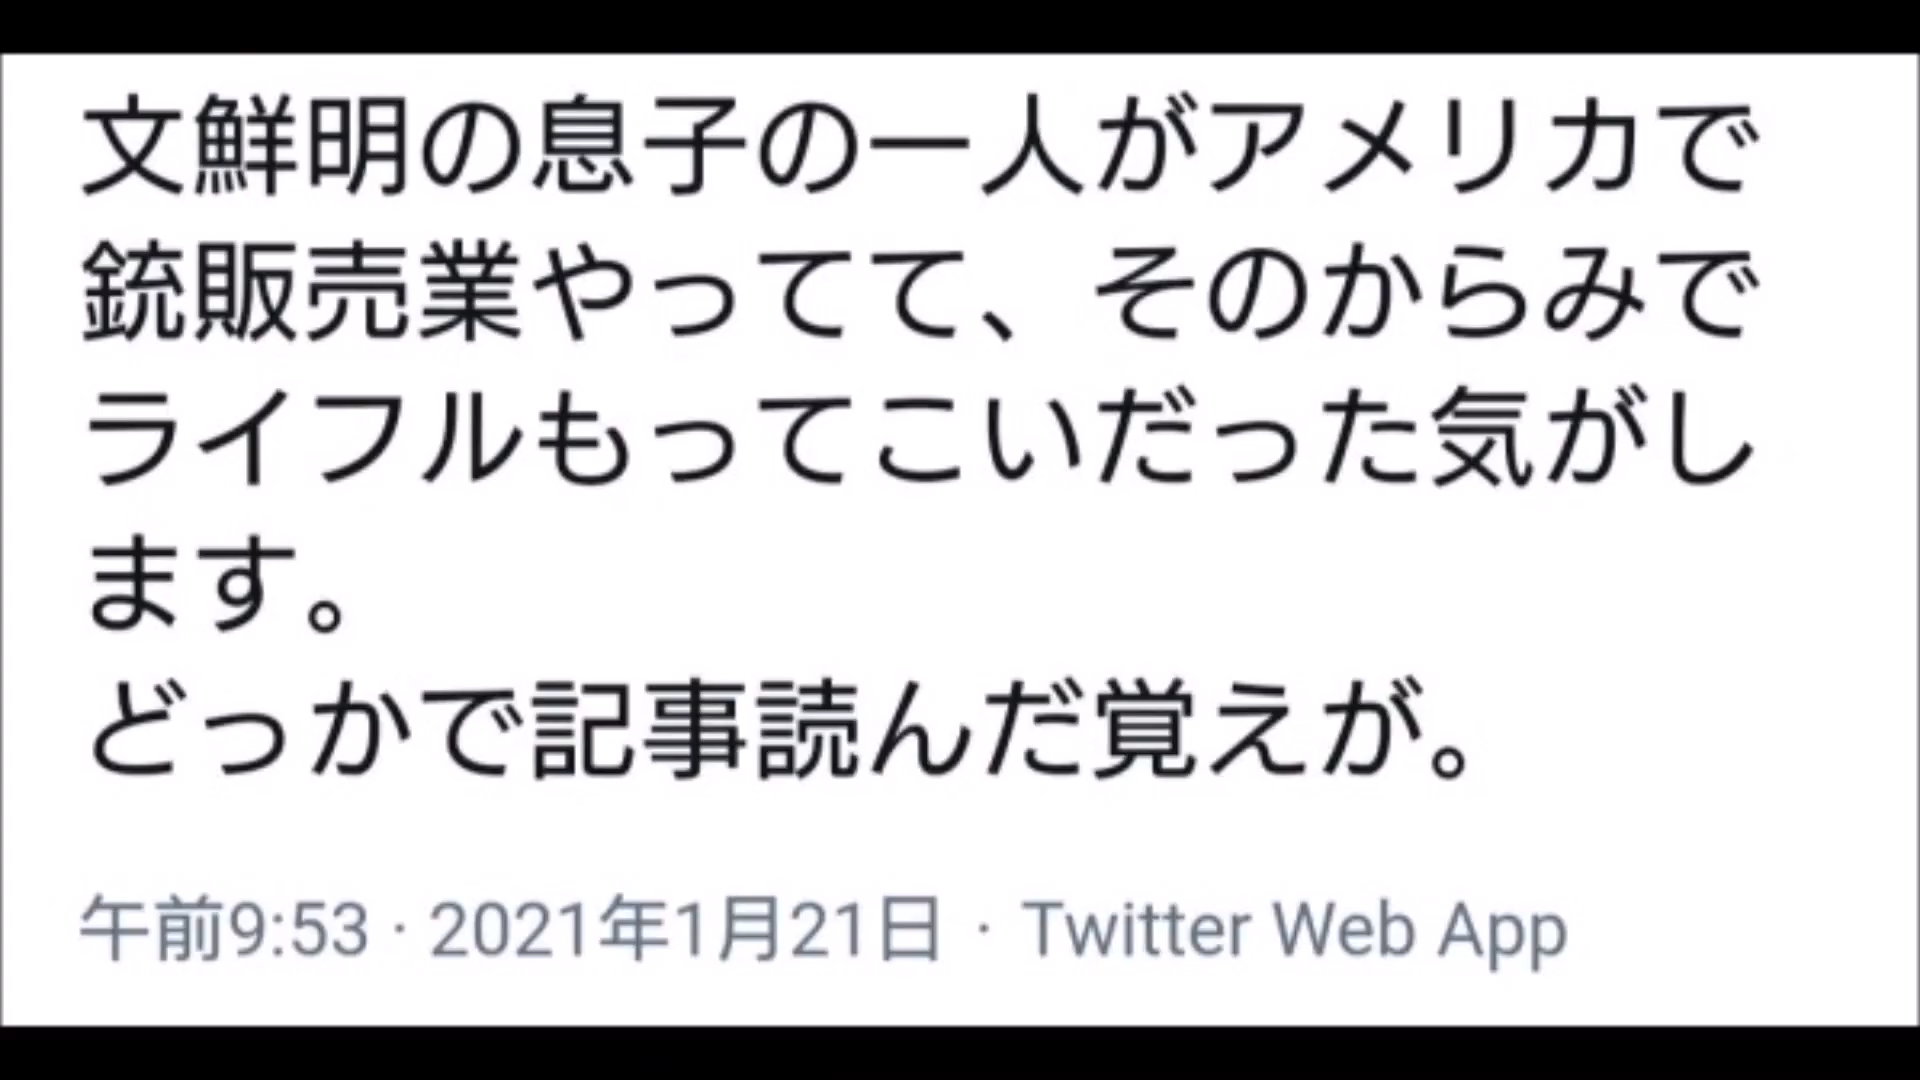 文鮮明の息子の一人がアメリカで
銃販売業やってて、そのからみで
ライフルもってこいだった気がし
ます。
どっかで記事読んだ覚えが。
午前9:53 · 2021年1月21日 · Twitter Web App